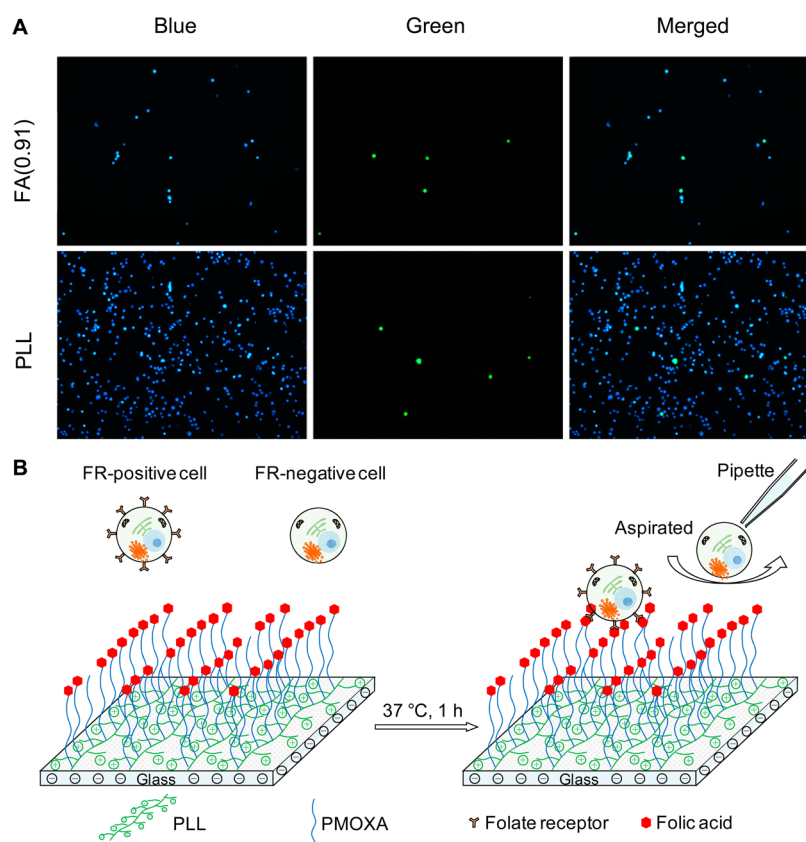 A
Blue Green Merged
FA(0.91)
PLL
B
FR-positive cell FR-negative cell
Pipette
Aspirated
37 °C, 1 h
Glass Glass
PLL PMOXA Folate receptor Folic acid